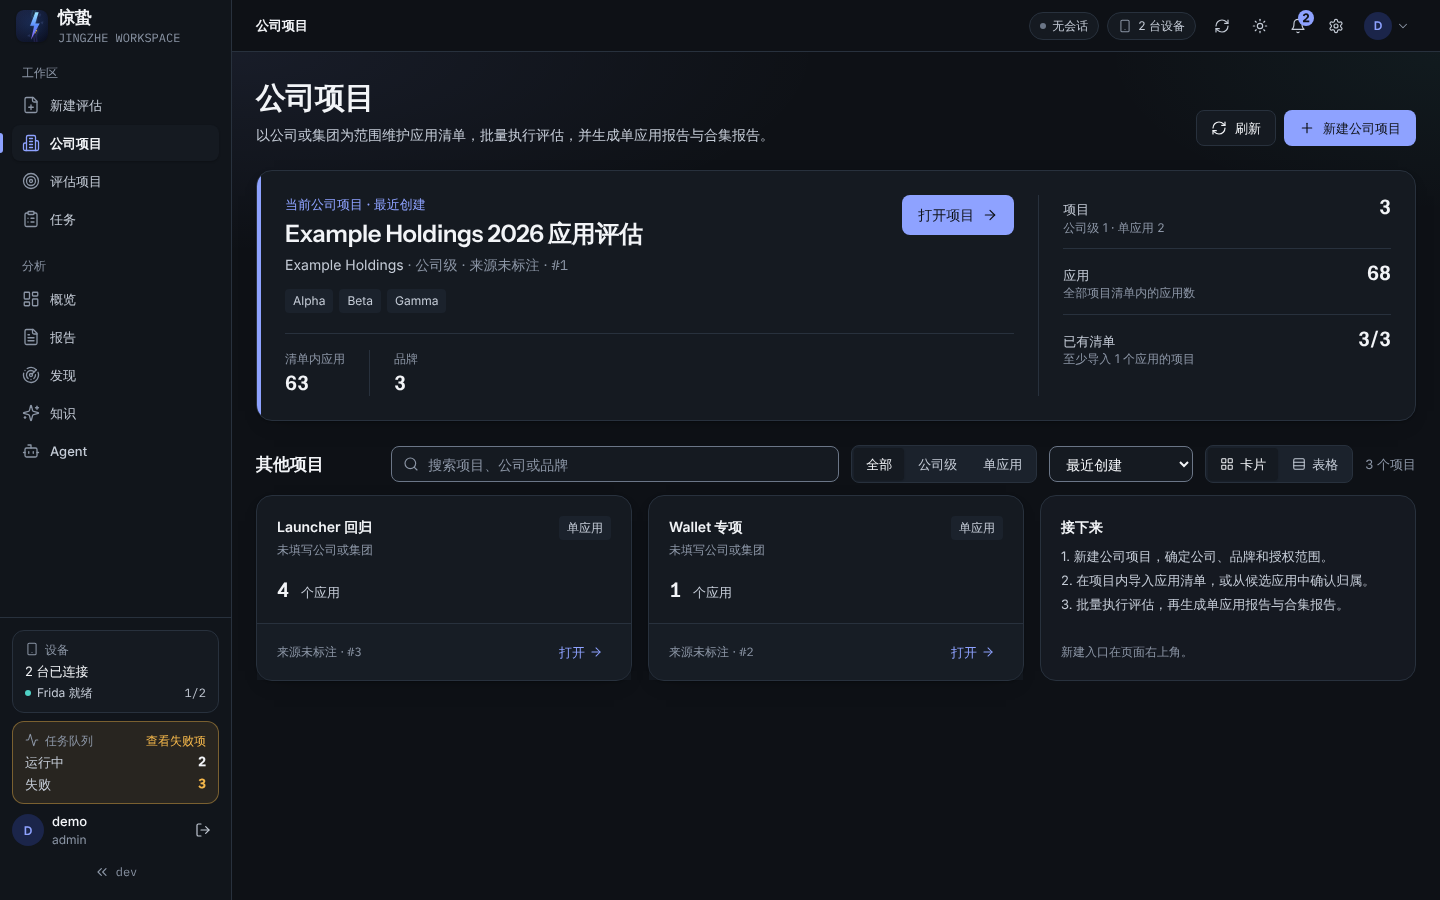 惊蛰
JINGZHE WORKSPACE
工作区
新建评估
公司项目
评估项目
任务
分析
概览
报告
发现
知识
Agent
设备
2 台已连接
Frida 就绪 1/2
任务队列 查看失败项
运行中 2
失败 3
D demo
admin
dev
公司项目
无会话
2 台设备
2
D
公司项目
以公司或集团为范围维护应用清单，批量执行评估，并生成单应用报告与合集报告。
刷新
新建公司项目
当前公司项目 · 最近创建
Example Holdings 2026 应用评估
Example Holdings · 公司级 · 来源未标注 · #1
Alpha Beta Gamma
打开项目
清单内应用 品牌
63 3
项目 3
公司级 1 · 单应用 2
应用 68
全部项目清单内的应用数
已有清单 3/3
至少导入 1 个应用的项目
其他项目
搜索项目、公司或品牌
全部 公司级 单应用
最近创建
卡片 表格
3 个项目
Launcher 回归 单应用
未填写公司或集团
4 个应用
来源未标注 · #3 打开
Wallet 专项 单应用
未填写公司或集团
1 个应用
来源未标注 · #2 打开
接下来
1. 新建公司项目，确定公司、品牌和授权范围。
2. 在项目内导入应用清单，或从候选应用中确认归属。
3. 批量执行评估，再生成单应用报告与合集报告。
新建入口在页面右上角。